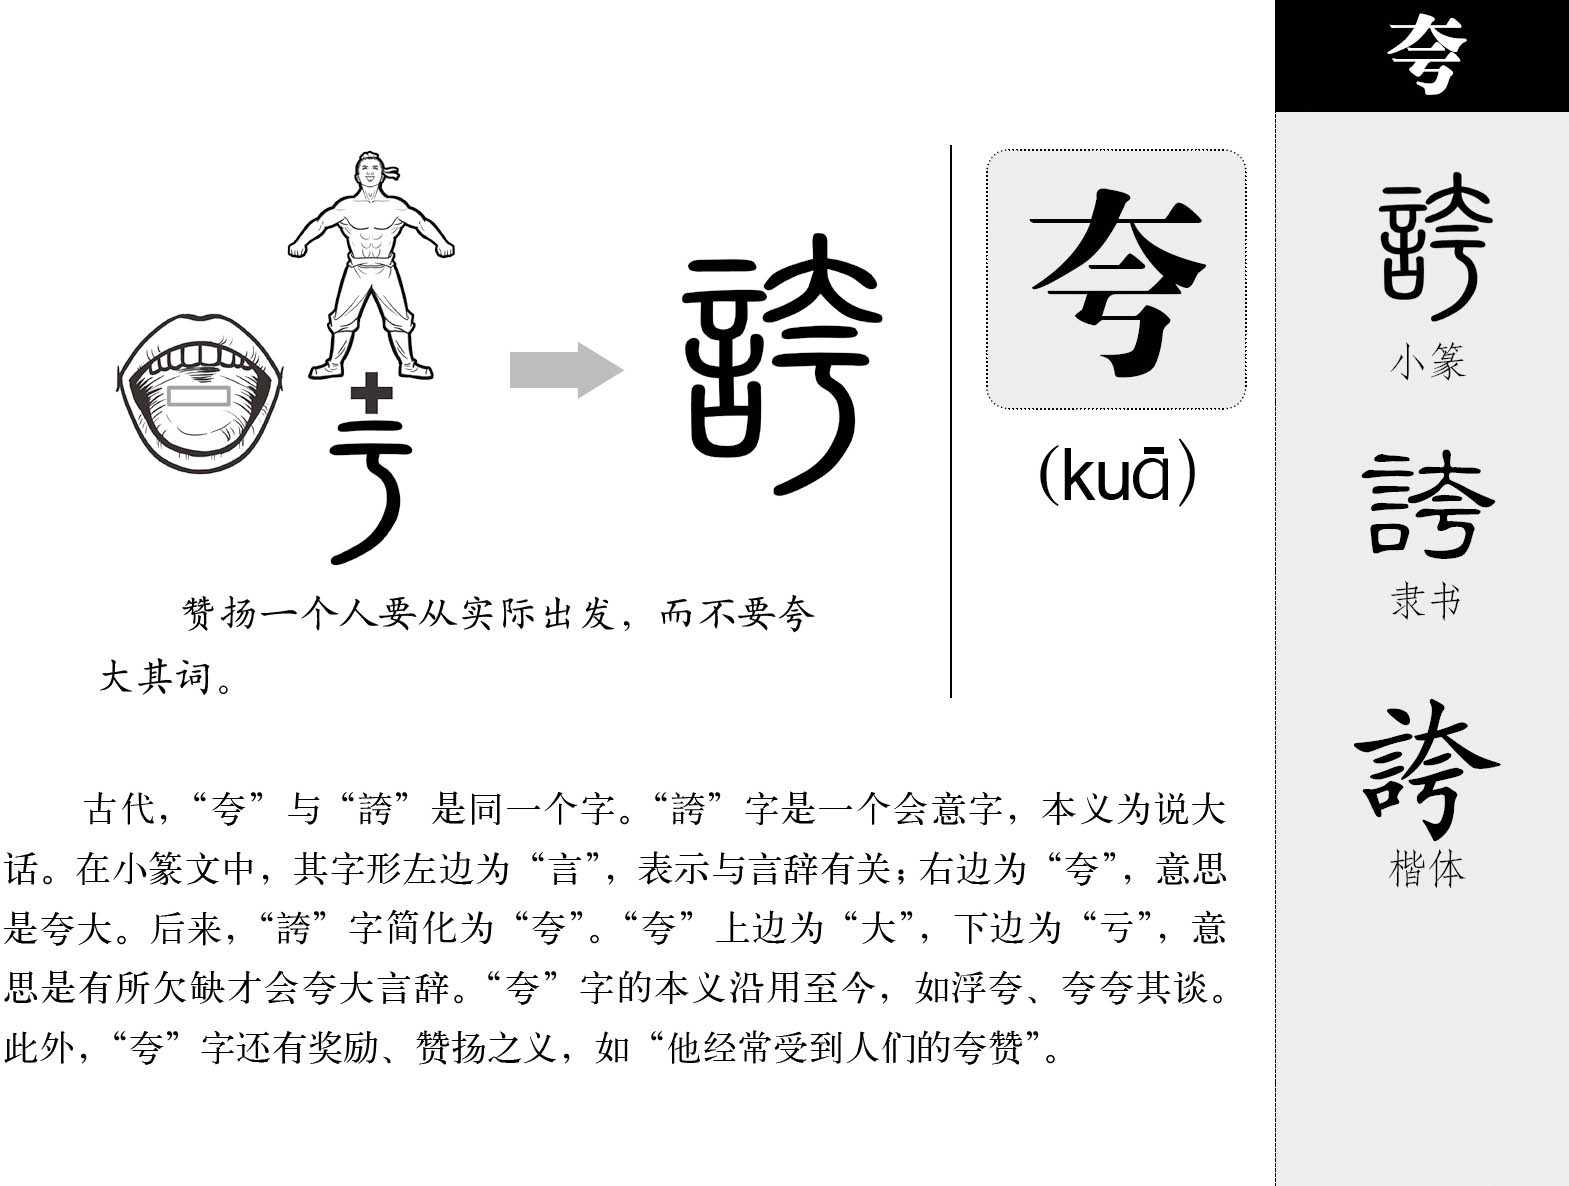 夸
誇
夸
(kuā)
赞扬一个人要从实际出发，而不要夸
大其词。
古代，“夸”与“誇”是同一个字。“誇”字是一个会意字，本义为说大
话。在小篆文中，其字形左边为“言”，表示与言辞有关；右边为“夸”，意思
是夸大。后来，“誇”字简化为“夸”。“夸”上边为“大”，下边为“亏”，意
思是有所欠缺才会夸大言辞。“夸”字的本义沿用至今，如浮夸、夸夸其谈。
此外，“夸”字还有奖励、赞扬之义，如“他经常受到人们的夸赞”。
誇
小篆
誇
隶书
誇
楷体